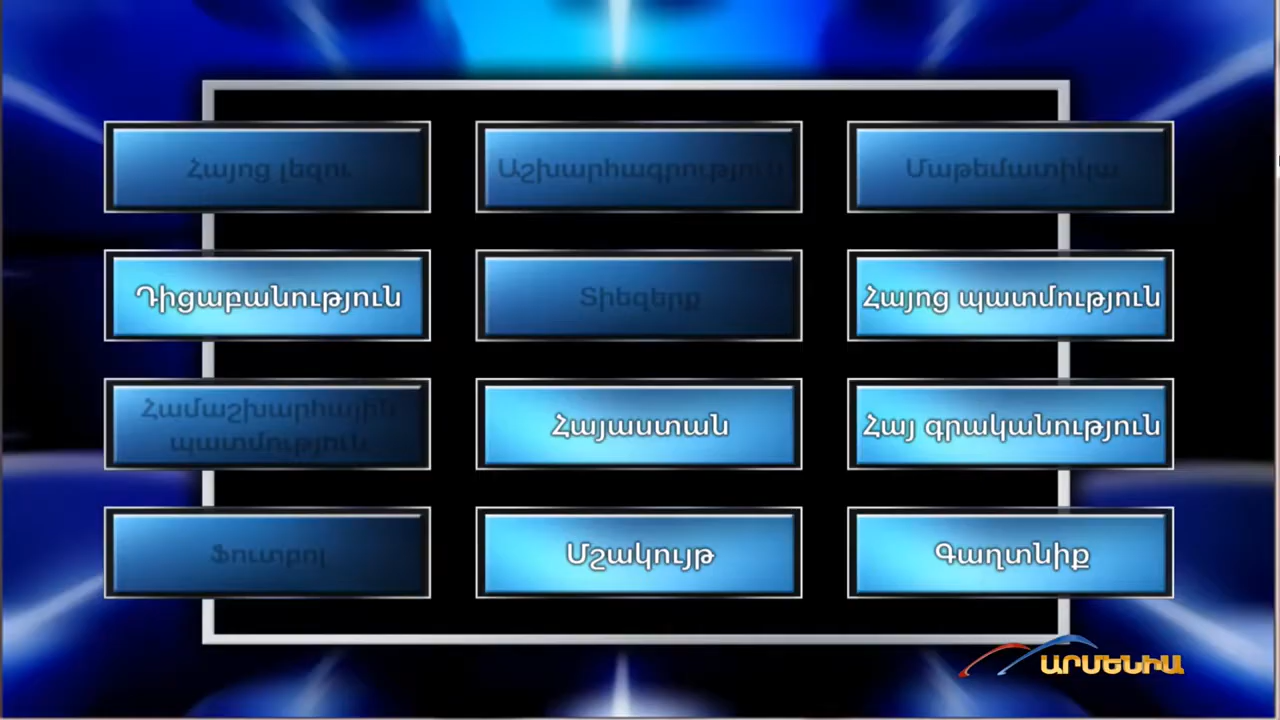 Հայոց լեզու
Աշխարհագրություն
Մաթեմատիկա
Դիցաբանություն
Տիեզերք
Հայոց պատմություն
Համաշխարհային
պատմություն
Հայաստան
Հայ գրականություն
Ֆուտբոլ
Մշակույթ
Գաղտնիք
ԱՐՄԵՆԻԱ